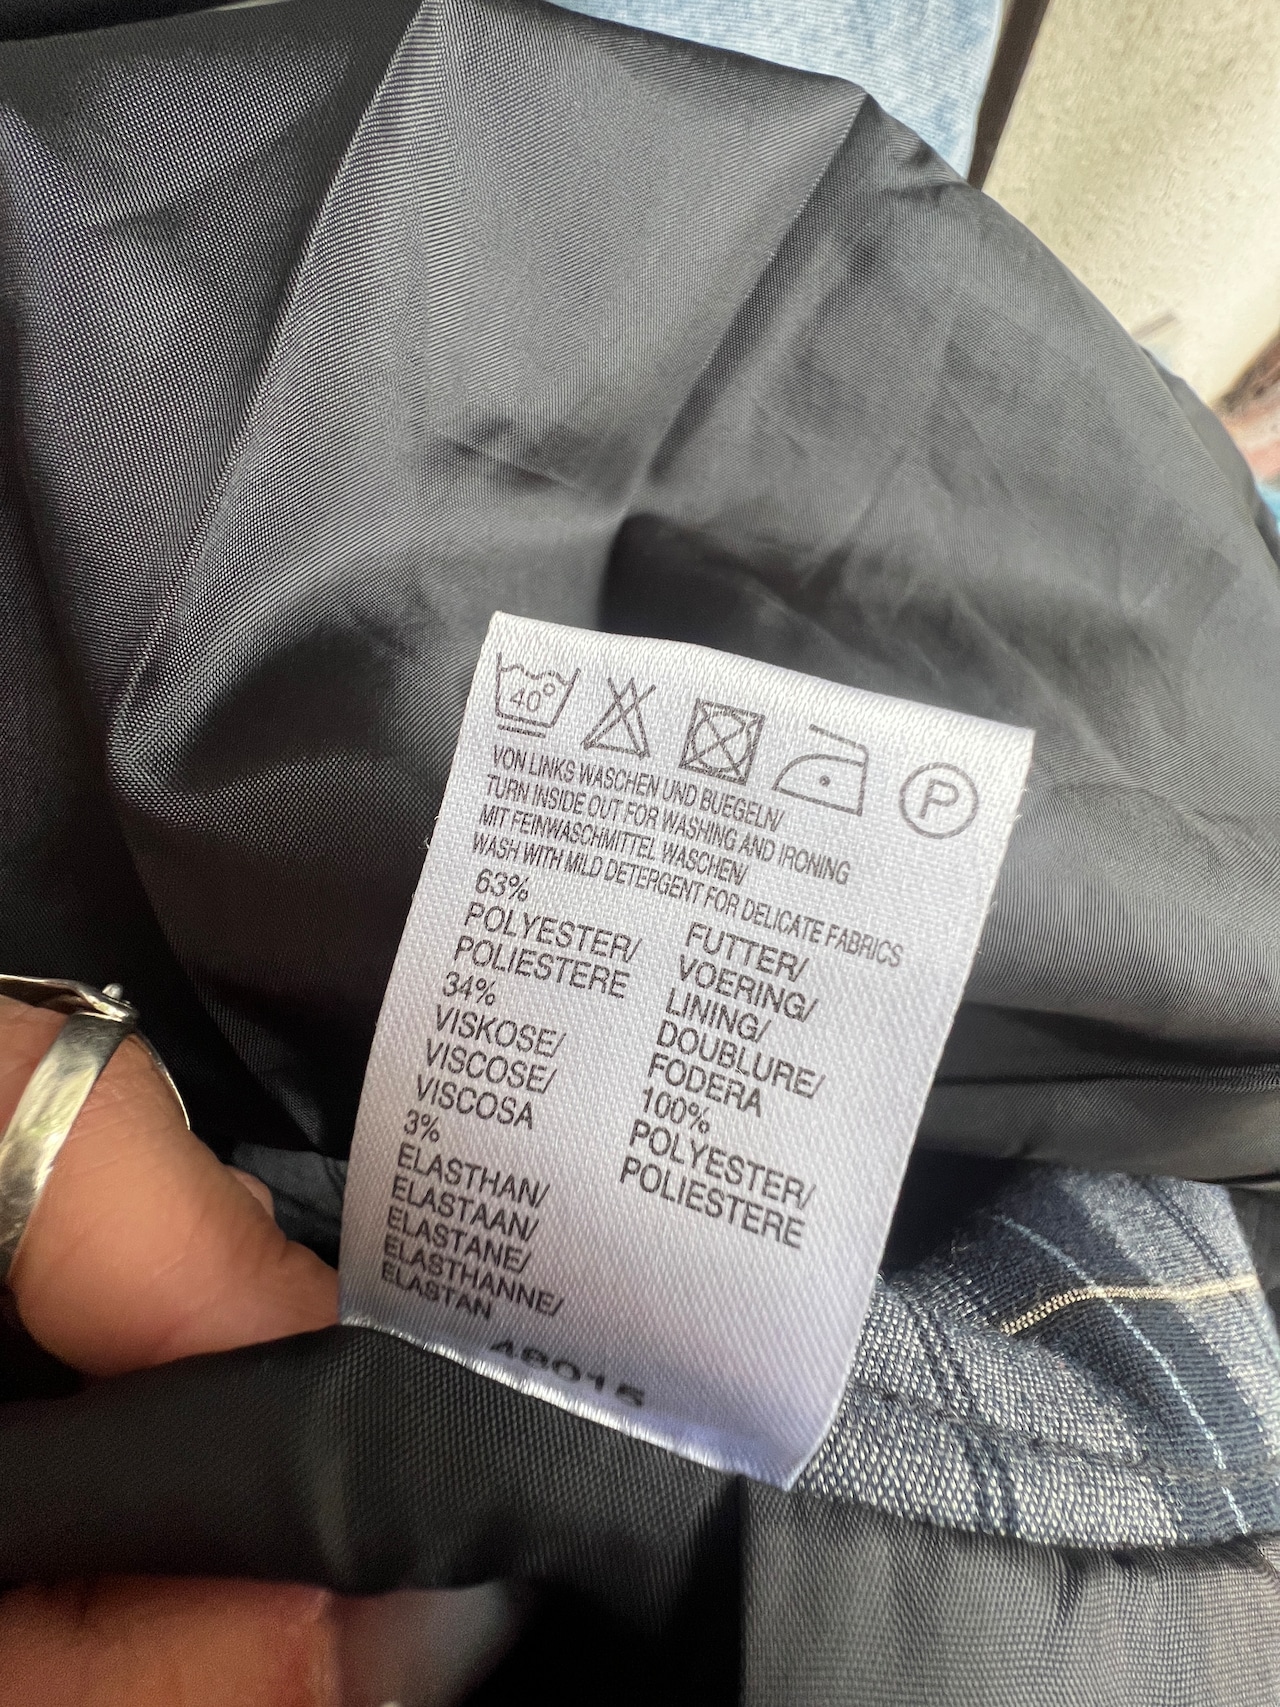 40°
P
VON LINKS WASCHEN UND BUEGELN/
TURN INSIDE OUT FOR WASHING AND IRONING
MIT FEINWASCHMITTEL WASCHEN/
WASH WITH MILD DETERGENT FOR DELICATE FABRICS
63%
POLYESTER/
POLIESTERE
34%
VISKOSE/
VISCOSE/
VISCOSA
3%
ELASTHAN/
ELASTAAN/
ELASTANE/
ELASTHANNE/
ELASTAN
FUTTER/
VOERING/
LINING/
DOUBLURE/
FODERA
100%
POLYESTER/
POLIESTERE
48015